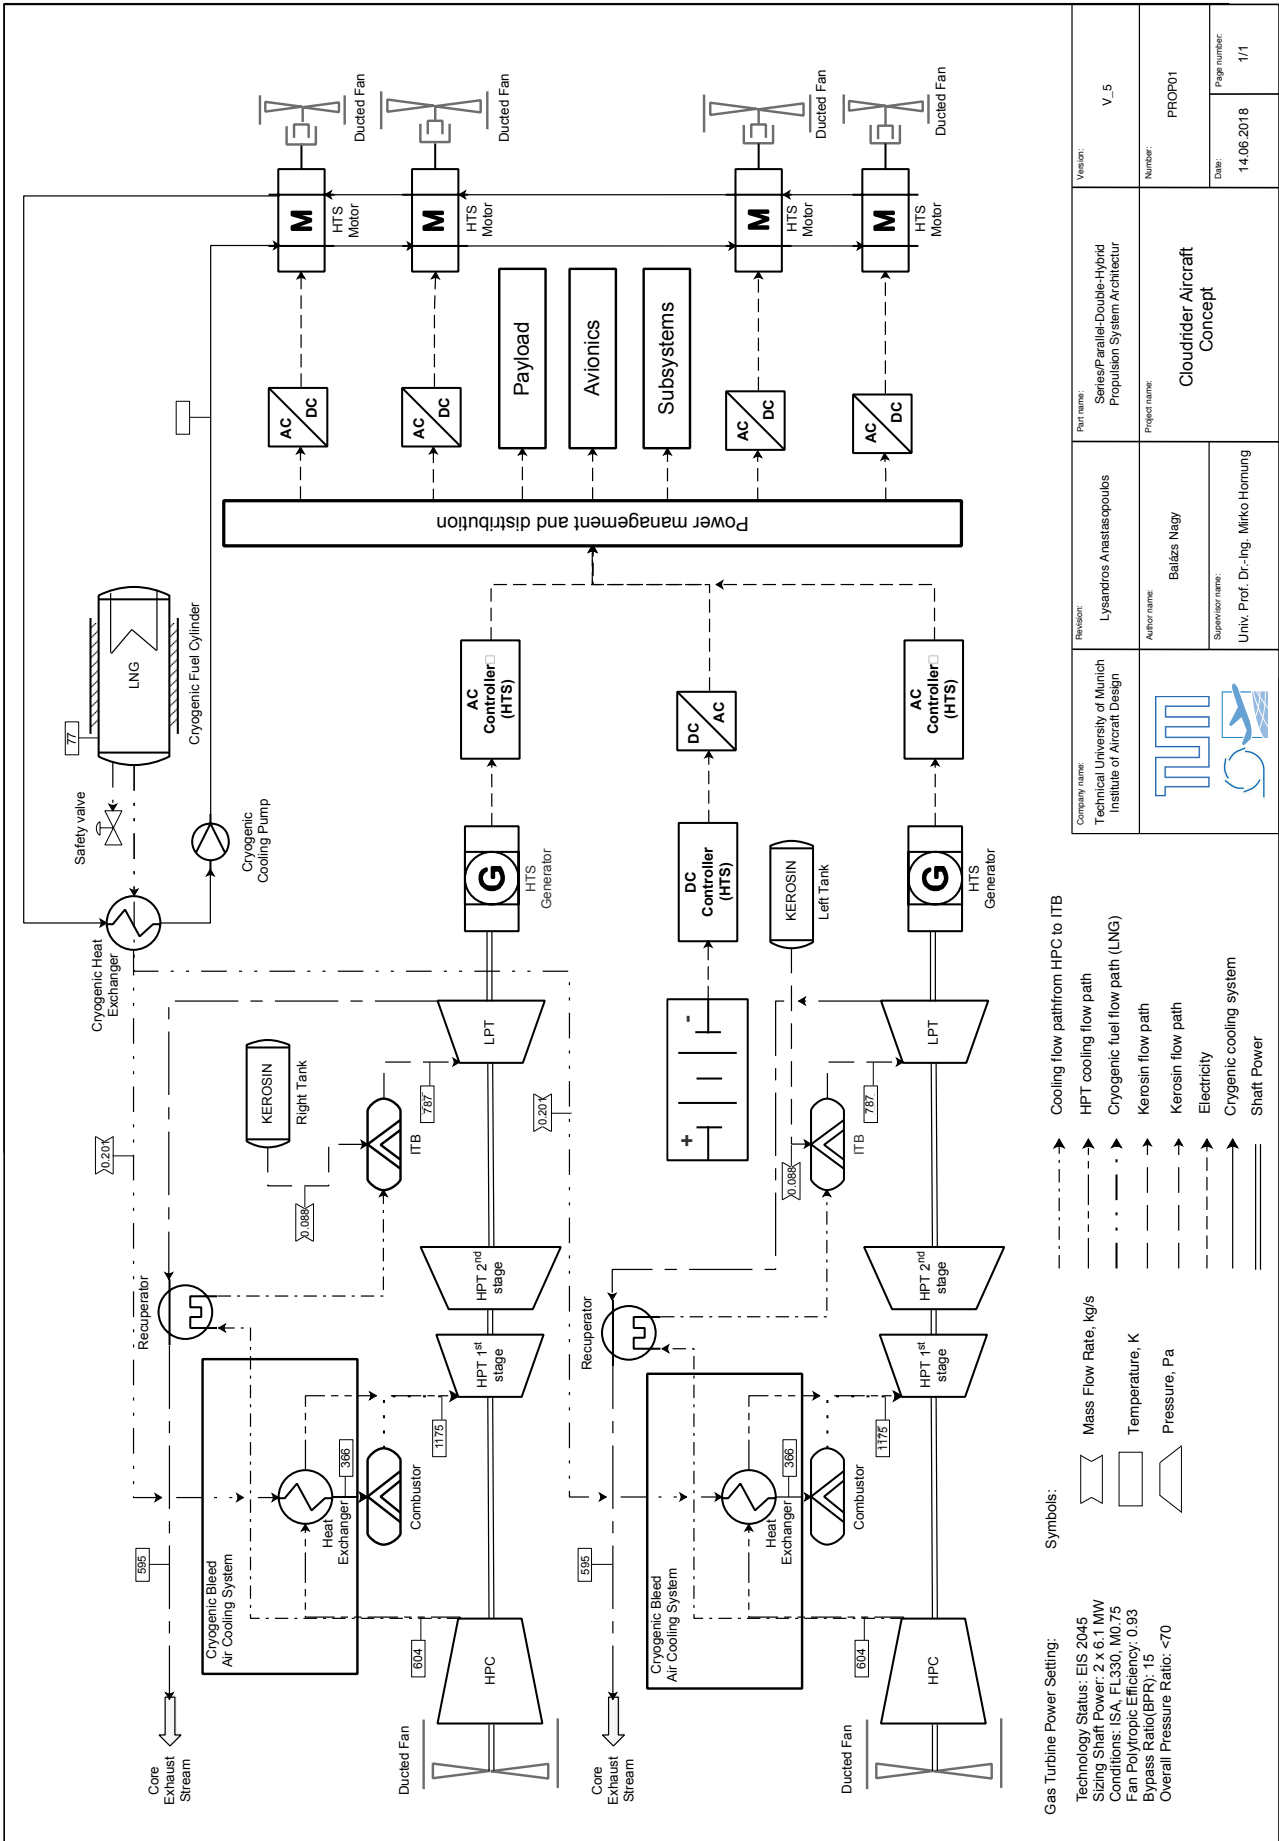 Core
Exhaust
Stream
595
0.201
Cryogenic Bleed
Air Cooling System
Heat
Exchanger
366
Combustor
1175
604
HPC
Ducted Fan
HPT 1st
stage
HPT 2nd
stage
Recuperator
KEROSIN
Right Tank
0.088
ITB
787
LPT
Cryogenic Heat
Exchanger
Safety valve
77
LNG
Cryogenic Fuel Cylinder
Cryogenic
Cooling Pump
G
HTS
Generator
AC
Controller
(HTS)
Core
Exhaust
Stream
595
0.201
Cryogenic Bleed
Air Cooling System
Heat
Exchanger
366
Combustor
1175
604
HPC
Ducted Fan
HPT 1st
stage
HPT 2nd
stage
Recuperator
+
-
DC
Controller
(HTS)
DC
AC
KEROSIN
Left Tank
0.088
ITB
787
LPT
G
HTS
Generator
AC
Controller
(HTS)
Power management and distribution
AC
DC
M
HTS
Motor
Ducted Fan
AC
DC
M
HTS
Motor
Ducted Fan
Payload
Avionics
Subsystems
AC
DC
M
HTS
Motor
Ducted Fan
AC
DC
M
HTS
Motor
Ducted Fan
Gas Turbine Power Setting:
Technology Status: EIS 2045
Sizing Shaft Power: 2 x 6.1 MW
Conditions: ISA, FL330, M0.75
Fan Polytropic Efficiency: 0.93
Bypass Ratio(BPR): 15
Overall Pressure Ratio: <70
Symbols:
Mass Flow Rate, kg/s
Temperature, K
Pressure, Pa
Cooling flow pathfrom HPC to ITB
HPT cooling flow path
Cryogenic fuel flow path (LNG)
Kerosin flow path
Kerosin flow path
Electricity
Cryogenic cooling system
Shaft Power
Company name:
Technical University of Munich
Institute of Aircraft Design
TUM
Revision:
Lysandros Anastasopoulos
Author name:
Balázs Nagy
Supervisor name:
Univ. Prof. Dr.-Ing. Mirko Hornung
Part name:
Series/Parallel-Double-Hybrid
Propulsion System Architectur
Project name:
Cloudrider Aircraft
Concept
Version:
V_5
Number:
PROP01
Date:
14.06.2018
Page number:
1/1